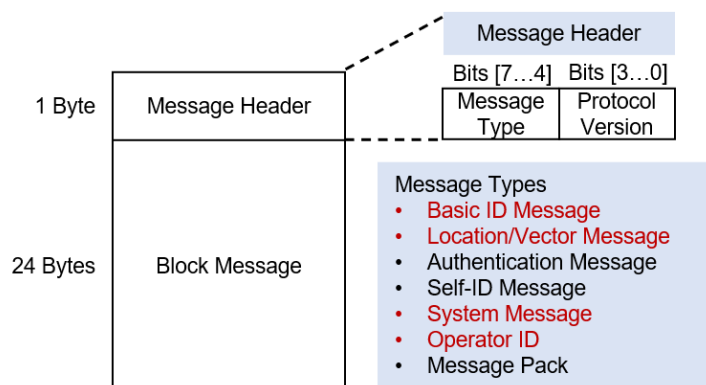 Message Header
Bits [7…4] Bits [3…0]
1 Byte
Message Header
Message
Type
Protocol
Version
24 Bytes
Block Message
Message Types
• Basic ID Message
• Location/Vector Message
• Authentication Message
• Self-ID Message
• System Message
• Operator ID
• Message Pack